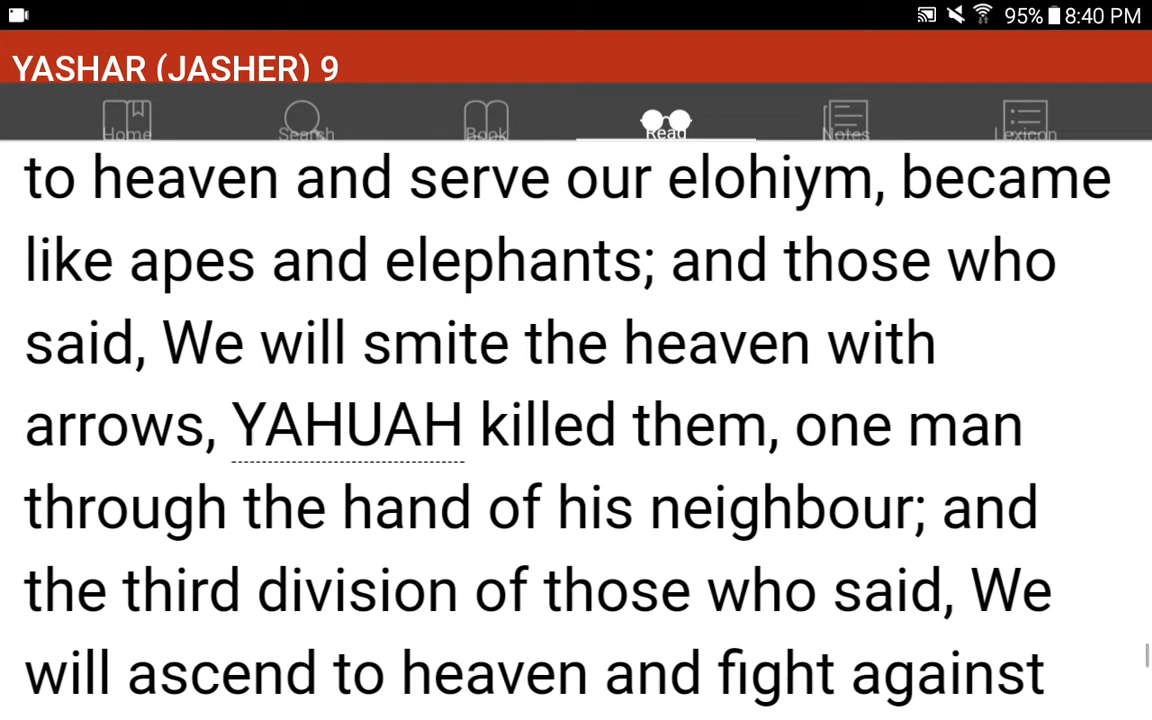 95% 8:40 PM
YASHAR (JASHER) 9
Home Search Book Read Notes Lexicon
to heaven and serve our elohiym, became
like apes and elephants; and those who
said, We will smite the heaven with
arrows, YAHUAH killed them, one man
through the hand of his neighbour; and
the third division of those who said, We
will ascend to heaven and fight against